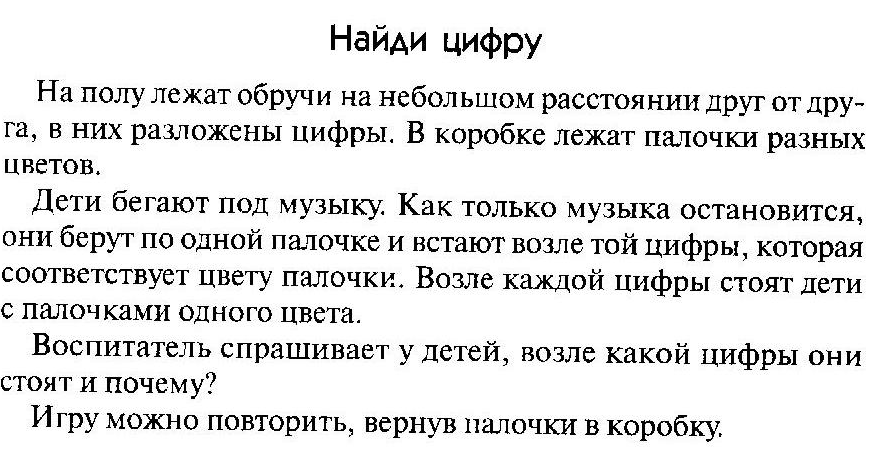 Найди цифру
На полу лежат обручи на небольшом расстоянии друг от дру-
га, в них разложены цифры. В коробке лежат палочки разных
цветов.
Дети бегают под музыку. Как только музыка остановится,
они берут по одной палочке и встают возле той цифры, которая
соответствует цвету палочки. Возле каждой цифры стоят дети
с палочками одного цвета.
Воспитатель спрашивает у детей, возле какой цифры они
стоят и почему?
Игру можно повторить, вернув палочки в коробку.